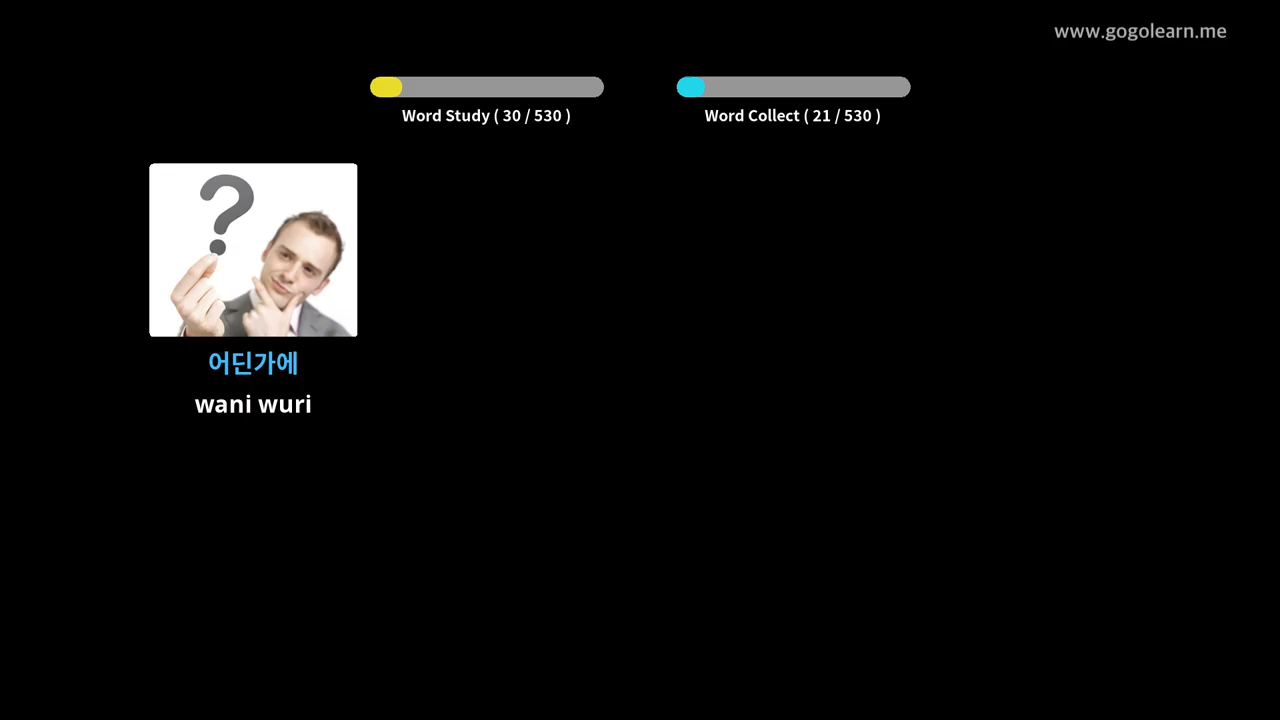 www.gogolearn.me
Word Study ( 30 / 530 )
Word Collect ( 21 / 530 )
?
어딘가에
wani wuri